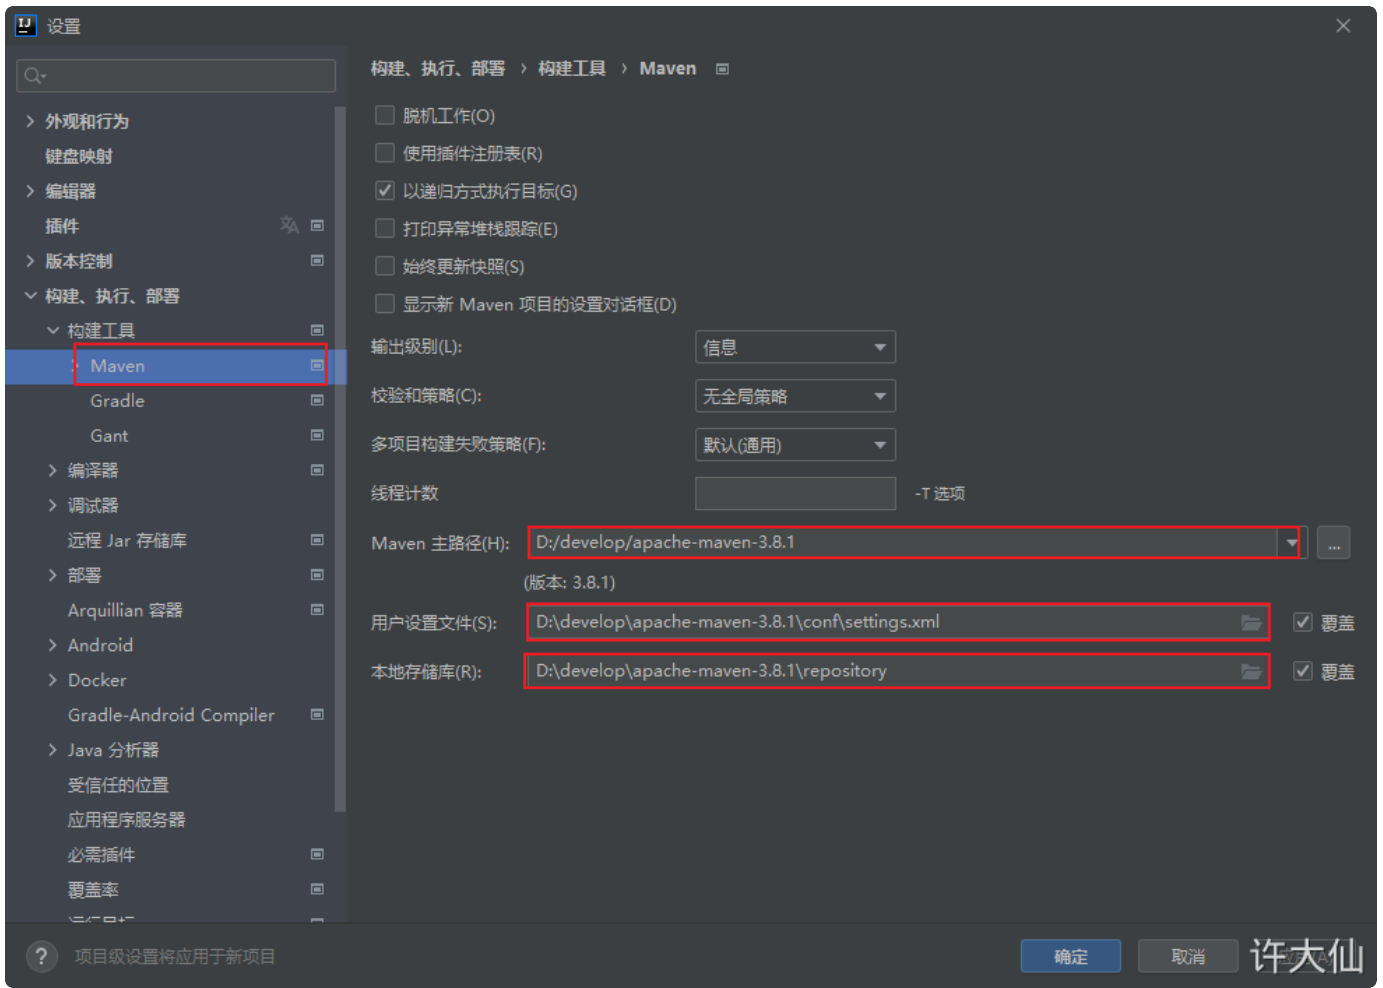 设置
外观和行为
键盘映射
编辑器
插件
版本控制
构建、执行、部署
构建工具
Maven
Gradle
Gant
编译器
调试器
远程 Jar 存储库
部署
Arquillian 容器
Android
Docker
Gradle-Android Compiler
Java 分析器
受信任的位置
应用程序服务器
必需插件
覆盖率
构建、执行、部署 › 构建工具 › Maven
脱机工作(O)
使用插件注册表(R)
以递归方式执行目标(G)
打印异常堆栈跟踪(E)
始终更新快照(S)
显示新 Maven 项目的设置对话框(D)
输出级别(L): 信息
校验和策略(C): 无全局策略
多项目构建失败策略(F): 默认(通用)
线程计数 -T 选项
Maven 主路径(H): D:/develop/apache-maven-3.8.1 ...
(版本: 3.8.1)
用户设置文件(S): D:\develop\apache-maven-3.8.1\conf\settings.xml 覆盖
本地存储库(R): D:\develop\apache-maven-3.8.1\repository 覆盖
? 项目级设置将应用于新项目
确定 取消
许大仙